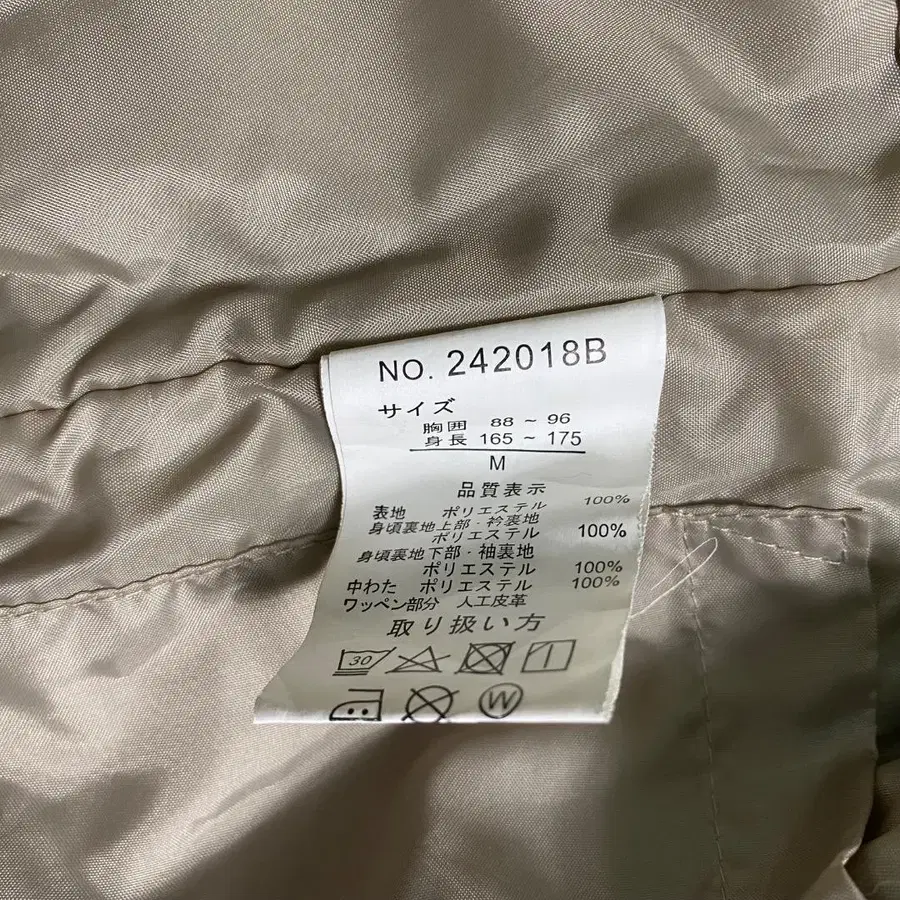 NO. 242018B
サイズ
胸囲 88 ~ 96
身長 165 ~ 175
M
品質表示
表地 ポリエステル 100%
身頃裏地上部・衿裏地
ポリエステル 100%
身頃裏地下部・袖裏地
ポリエステル 100%
中わた ポリエステル 100%
ワッペン部分 人工皮革
取り扱い方
30
W